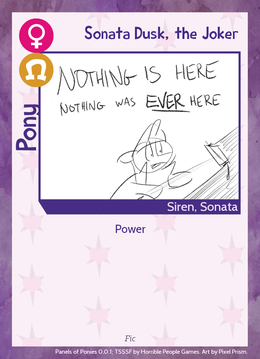 Sonata Dusk, the Joker
Pony
NOTHING IS HERE
NOTHING WAS EVER HERE
Siren, Sonata
Power
Fic
Panels of Ponies 0.0.1; TSSSF by Horrible People Games. Art by Pixel Prism.